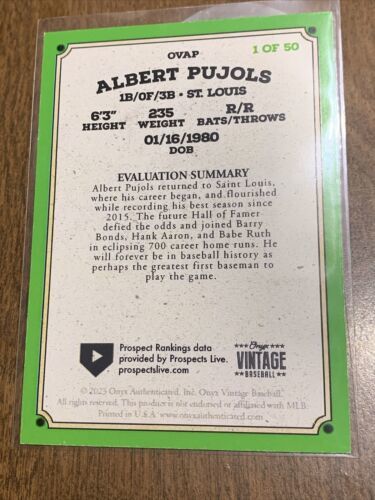 OVAP
1 OF 50
ALBERT PUJOLS
1B/OF/3B • ST. LOUIS
6'3" 235 R/R
HEIGHT WEIGHT BATS/THROWS
01/16/1980
DOB
EVALUATION SUMMARY
Albert Pujols returned to Saint Louis,
where his career began, and flourished
while recording his best season since
2015. The future Hall of Famer
defied the odds and joined Barry
Bonds, Hank Aaron, and Babe Ruth
in eclipsing 700 career home runs. He
will forever be in baseball history as
perhaps the greatest first baseman to
play the game.
Prospect Rankings data
provided by Prospects Live.
prospectslive.com
Onyx
VINTAGE
BASEBALL
© 2023 Onyx Authenticated, Inc. Onyx Vintage Baseball.
All rights reserved. This product is not endorsed or affiliated with MLB.
Printed in U.S.A. www.onyxauthenticated.com